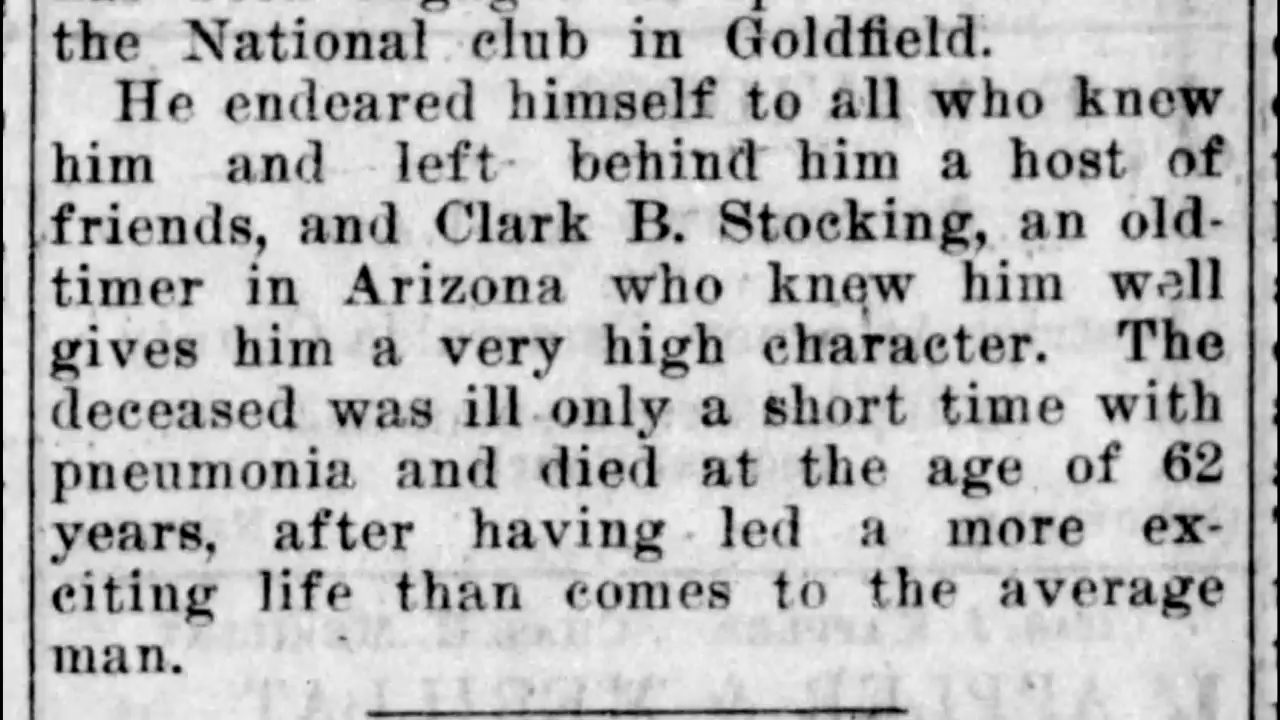 the National club in Goldfield.
He endeared himself to all who knew
him and left behind him a host of
friends, and Clark B. Stocking, an old-
timer in Arizona who knew him well
gives him a very high character. The
deceased was ill only a short time with
pneumonia and died at the age of 62
years, after having led a more ex-
citing life than comes to the average
man.